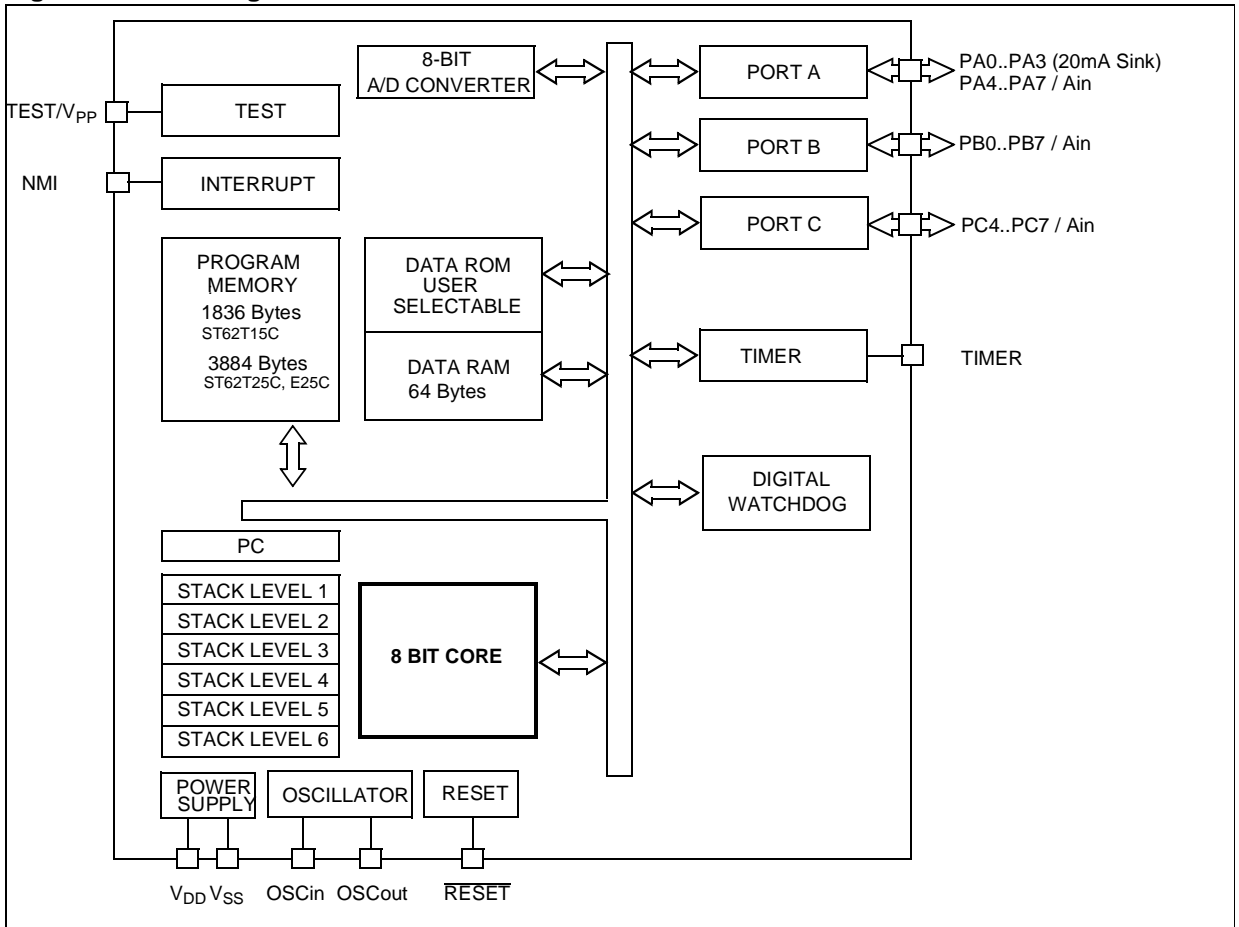 8-BIT
A/D CONVERTER
PORT A
PA0..PA3 (20mA Sink)
PA4..PA7 / Ain
TEST/VPP
TEST
PORT B
PB0..PB7 / Ain
NMI
INTERRUPT
PORT C
PC4..PC7 / Ain
PROGRAM
MEMORY
1836 Bytes
ST62T15C
3884 Bytes
ST62T25C, E25C
DATA ROM
USER
SELECTABLE
DATA RAM
64 Bytes
TIMER
TIMER
DIGITAL
WATCHDOG
PC
STACK LEVEL 1
STACK LEVEL 2
STACK LEVEL 3
STACK LEVEL 4
STACK LEVEL 5
STACK LEVEL 6
8 BIT CORE
POWER
SUPPLY
OSCILLATOR
RESET
VDD VSS OSCin OSCout RESET